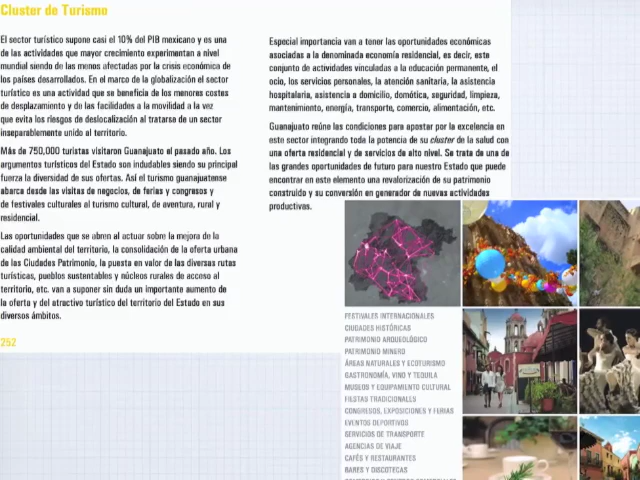 Cluster de Turismo
El sector turístico supone casi el 10% del PIB mexicano y es una
de las actividades que mayor crecimiento experimentan a nivel
mundial siendo de las menos afectadas por la crisis económica de
los países desarrollados. En el marco de la globalización el sector
turístico es una actividad que se beneficia de los menores costes
de desplazamiento y de las facilidades a la movilidad a la vez
que evita los riesgos de deslocalización al tratarse de un sector
inseparablemente unido al territorio.
Más de 750,000 turistas visitaron Guanajuato el pasado año. Los
argumentos turísticos del Estado son indudables siendo su principal
fuerza la diversidad de sus ofertas. Así el turismo guanajuatense
abarca desde las visitas de negocios, de ferias y congresos y
de festivales culturales al turismo cultural, de aventura, rural y
residencial.
Las oportunidades que se abren al actuar sobre la mejora de la
calidad ambiental del territorio, la consolidación de la oferta urbana
de las Ciudades Patrimonio, la puesta en valor de las diversas rutas
turísticas, pueblos sustentables y núcleos rurales de acceso al
territorio, etc. van a suponer sin duda un importante aumento de
la oferta y del atractivo turístico del territorio del Estado en sus
diversos ámbitos.
252
Especial importancia van a tener las oportunidades económicas
asociadas a la denominada economía residencial, es decir, este
conjunto de actividades vinculadas a la educación permanente, el
ocio, los servicios personales, la atención sanitaria, la asistencia
hospitalaria, asistencia a domicilio, domótica, seguridad, limpieza,
mantenimiento, energía, transporte, comercio, alimentación, etc.
Guanajuato reúne las condiciones para apostar por la excelencia en
este sector integrando toda la potencia de su cluster de la salud con
una oferta residencial y de servicios de alto nivel. Se trata de una de
las grandes oportunidades de futuro para nuestro Estado que puede
encontrar en este elemento una revalorización de su patrimonio
construido y su conversión en generador de nuevas actividades
productivas.
FESTIVALES INTERNACIONALES
CIUDADES HISTÓRICAS
PATRIMONIO ARQUEOLÓGICO
PATRIMONIO MINERO
ÁREAS NATURALES Y ECOTURISMO
GASTRONOMÍA, VINO Y TEQUILA
MUSEOS Y EQUIPAMIENTO CULTURAL
FIESTAS TRADICIONALES
CONGRESOS, EXPOSICIONES Y FERIAS
EVENTOS DEPORTIVOS
SERVICIOS DE TRANSPORTE
AGENCIAS DE VIAJE
CAFÉS Y RESTAURANTES
BARES Y DISCOTECAS